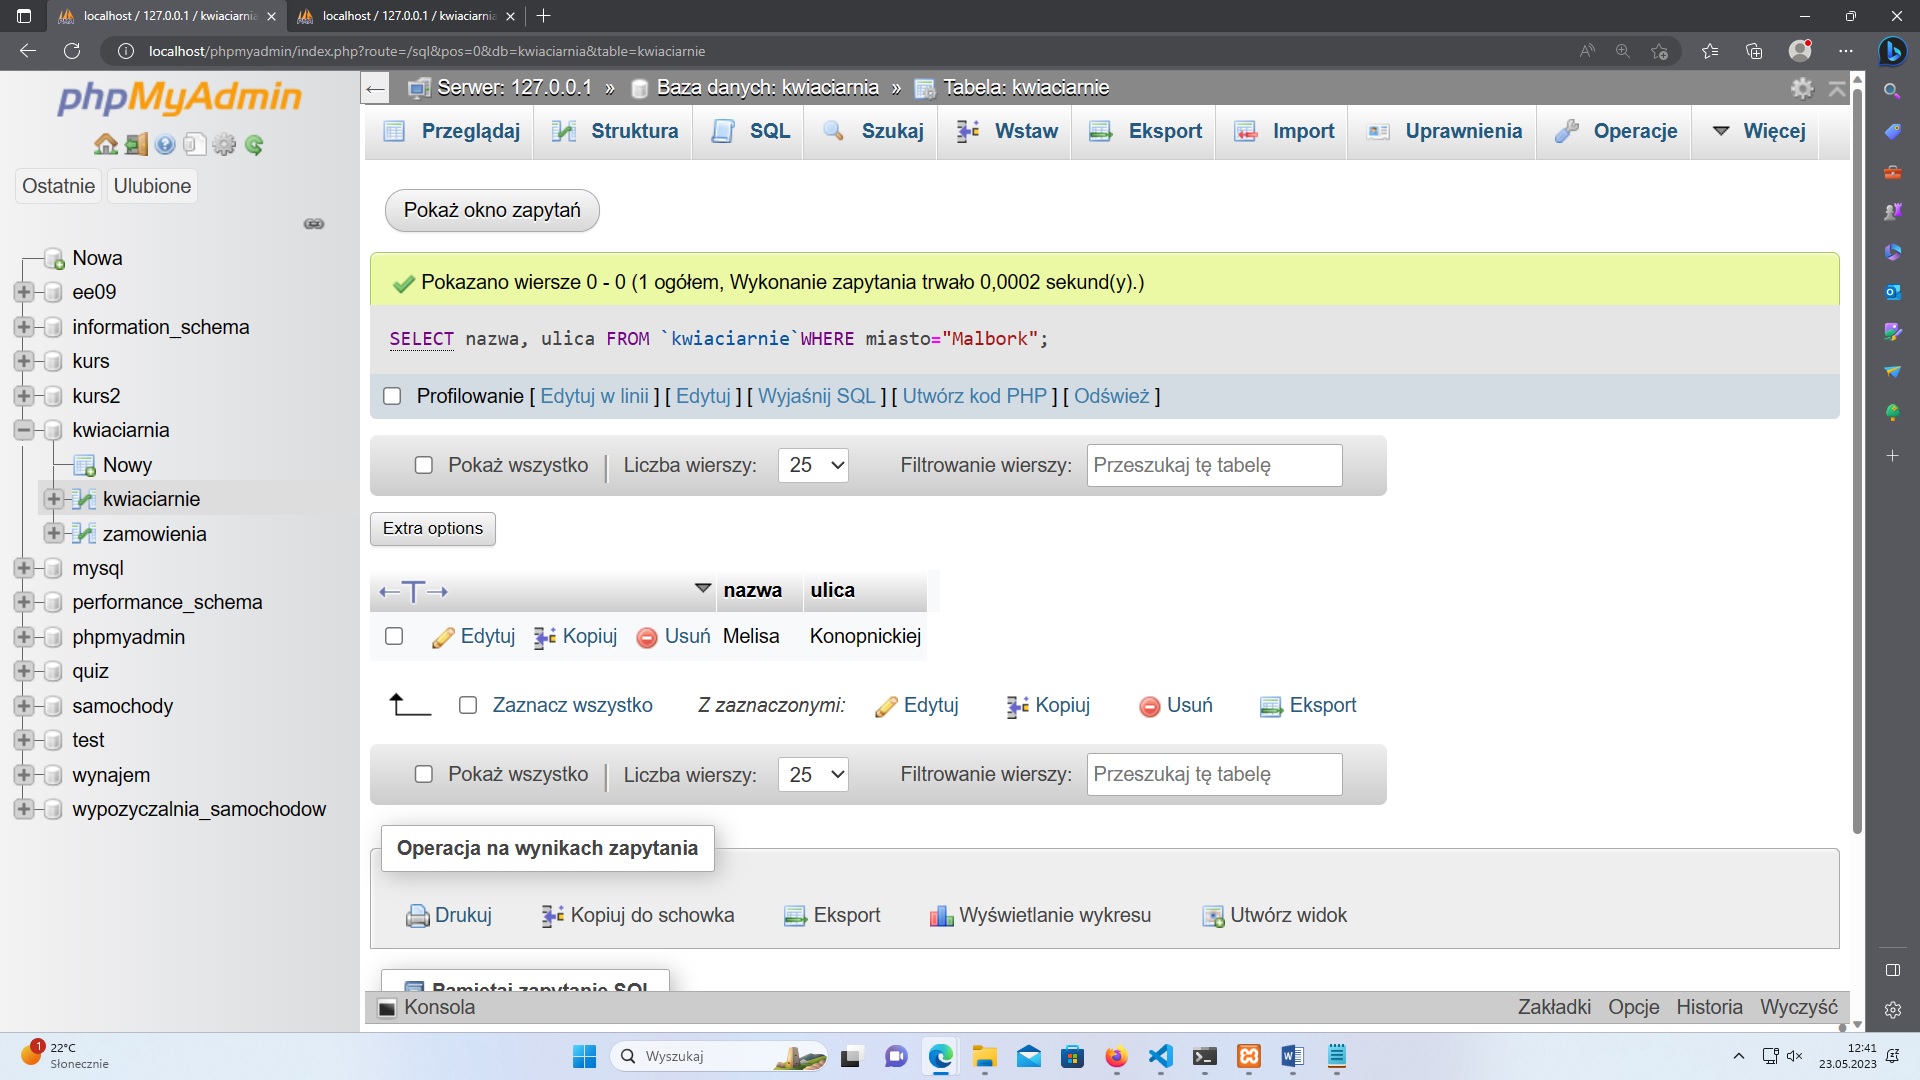 localhost / 127.0.0.1 / kwiaciarnia
localhost / 127.0.0.1 / kwiaciarnia
localhost/phpmyadmin/index.php?route=/sql&pos=0&db=kwiaciarnia&table=kwiaciarnie
phpMyAdmin
Ostatnie Ulubione
Nowa
ee09
information_schema
kurs
kurs2
kwiaciarnia
Nowy
kwiaciarnie
zamowienia
mysql
performance_schema
phpmyadmin
quiz
samochody
test
wynajem
wypozyczalnia_samochodow
Serwer: 127.0.0.1 » Baza danych: kwiaciarnia » Tabela: kwiaciarnie
Przeglądaj Struktura SQL Szukaj Wstaw Eksport Import Uprawnienia Operacje Więcej
Pokaż okno zapytań
Pokazano wiersze 0 - 0 (1 ogółem, Wykonanie zapytania trwało 0,0002 sekund(y).)
SELECT nazwa, ulica FROM `kwiaciarnie`WHERE miasto="Malbork";
Profilowanie [ Edytuj w linii ] [ Edytuj ] [ Wyjaśnij SQL ] [ Utwórz kod PHP ] [ Odśwież ]
Pokaż wszystko | Liczba wierszy: 25 Filtrowanie wierszy: Przeszukaj tę tabelę
Extra options
←T→ nazwa ulica
Edytuj Kopiuj Usuń Melisa Konopnickiej
Zaznacz wszystko Z zaznaczonymi: Edytuj Kopiuj Usuń Eksport
Pokaż wszystko | Liczba wierszy: 25 Filtrowanie wierszy: Przeszukaj tę tabelę
Operacja na wynikach zapytania
Drukuj Kopiuj do schowka Eksport Wyświetlanie wykresu Utwórz widok
Pamiętaj zapytanie SQL
Konsola Zakładki Opcje Historia Wyczyść
1
22°C
Słonecznie
Wyszukaj
12:41
23.05.2023